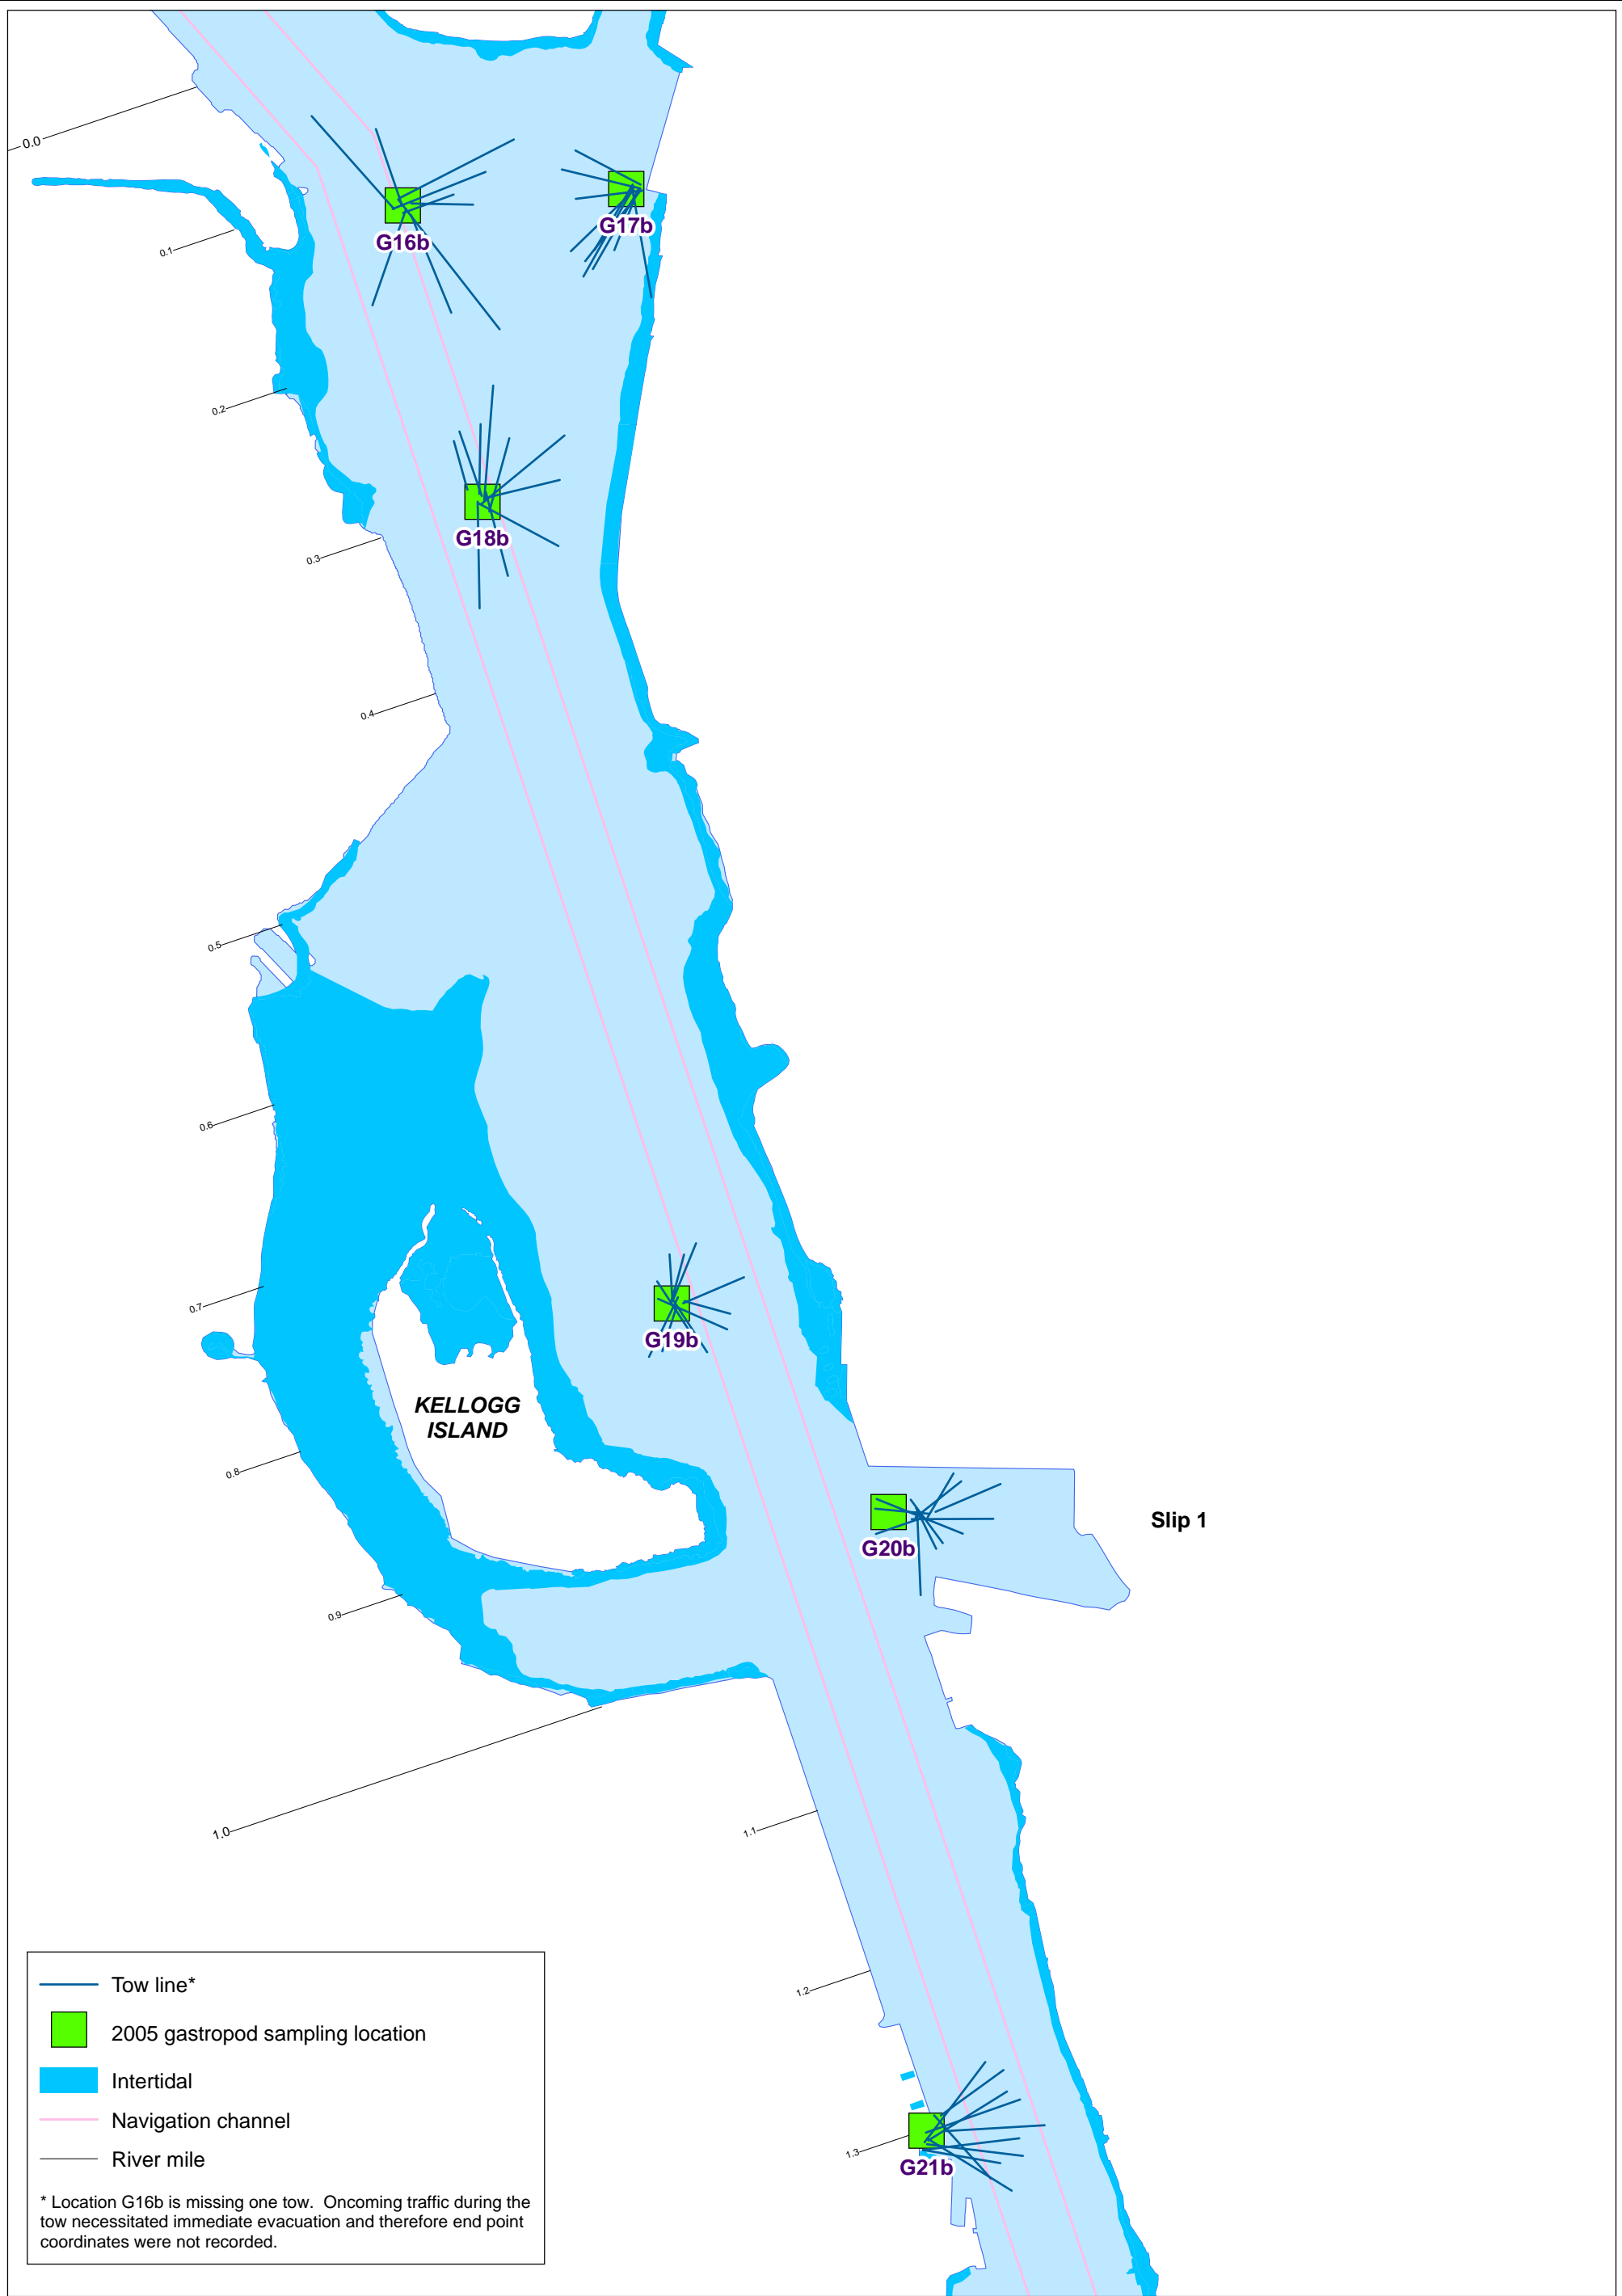 0.0
0.1
G16b
G17b
0.2
G18b
0.3
0.4
0.5
0.6
0.7
G19b
KELLOGG
ISLAND
0.8
Slip 1
G20b
0.9
1.0
1.1
1.2
1.3
G21b
Tow line*
2005 gastropod sampling location
Intertidal
Navigation channel
River mile
* Location G16b is missing one tow. Oncoming traffic during the
tow necessitated immediate evacuation and therefore end point
coordinates were not recorded.